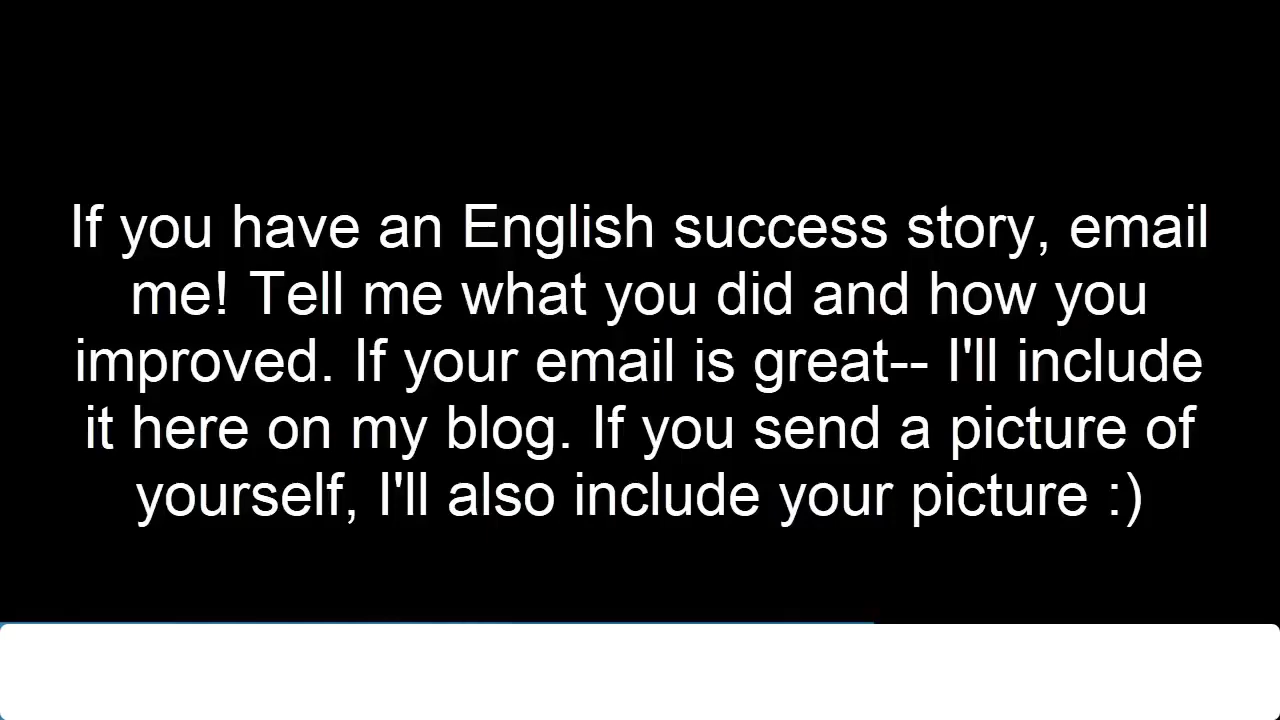 If you have an English success story, email
me! Tell me what you did and how you
improved. If your email is great-- I'll include
it here on my blog. If you send a picture of
yourself, I'll also include your picture :)